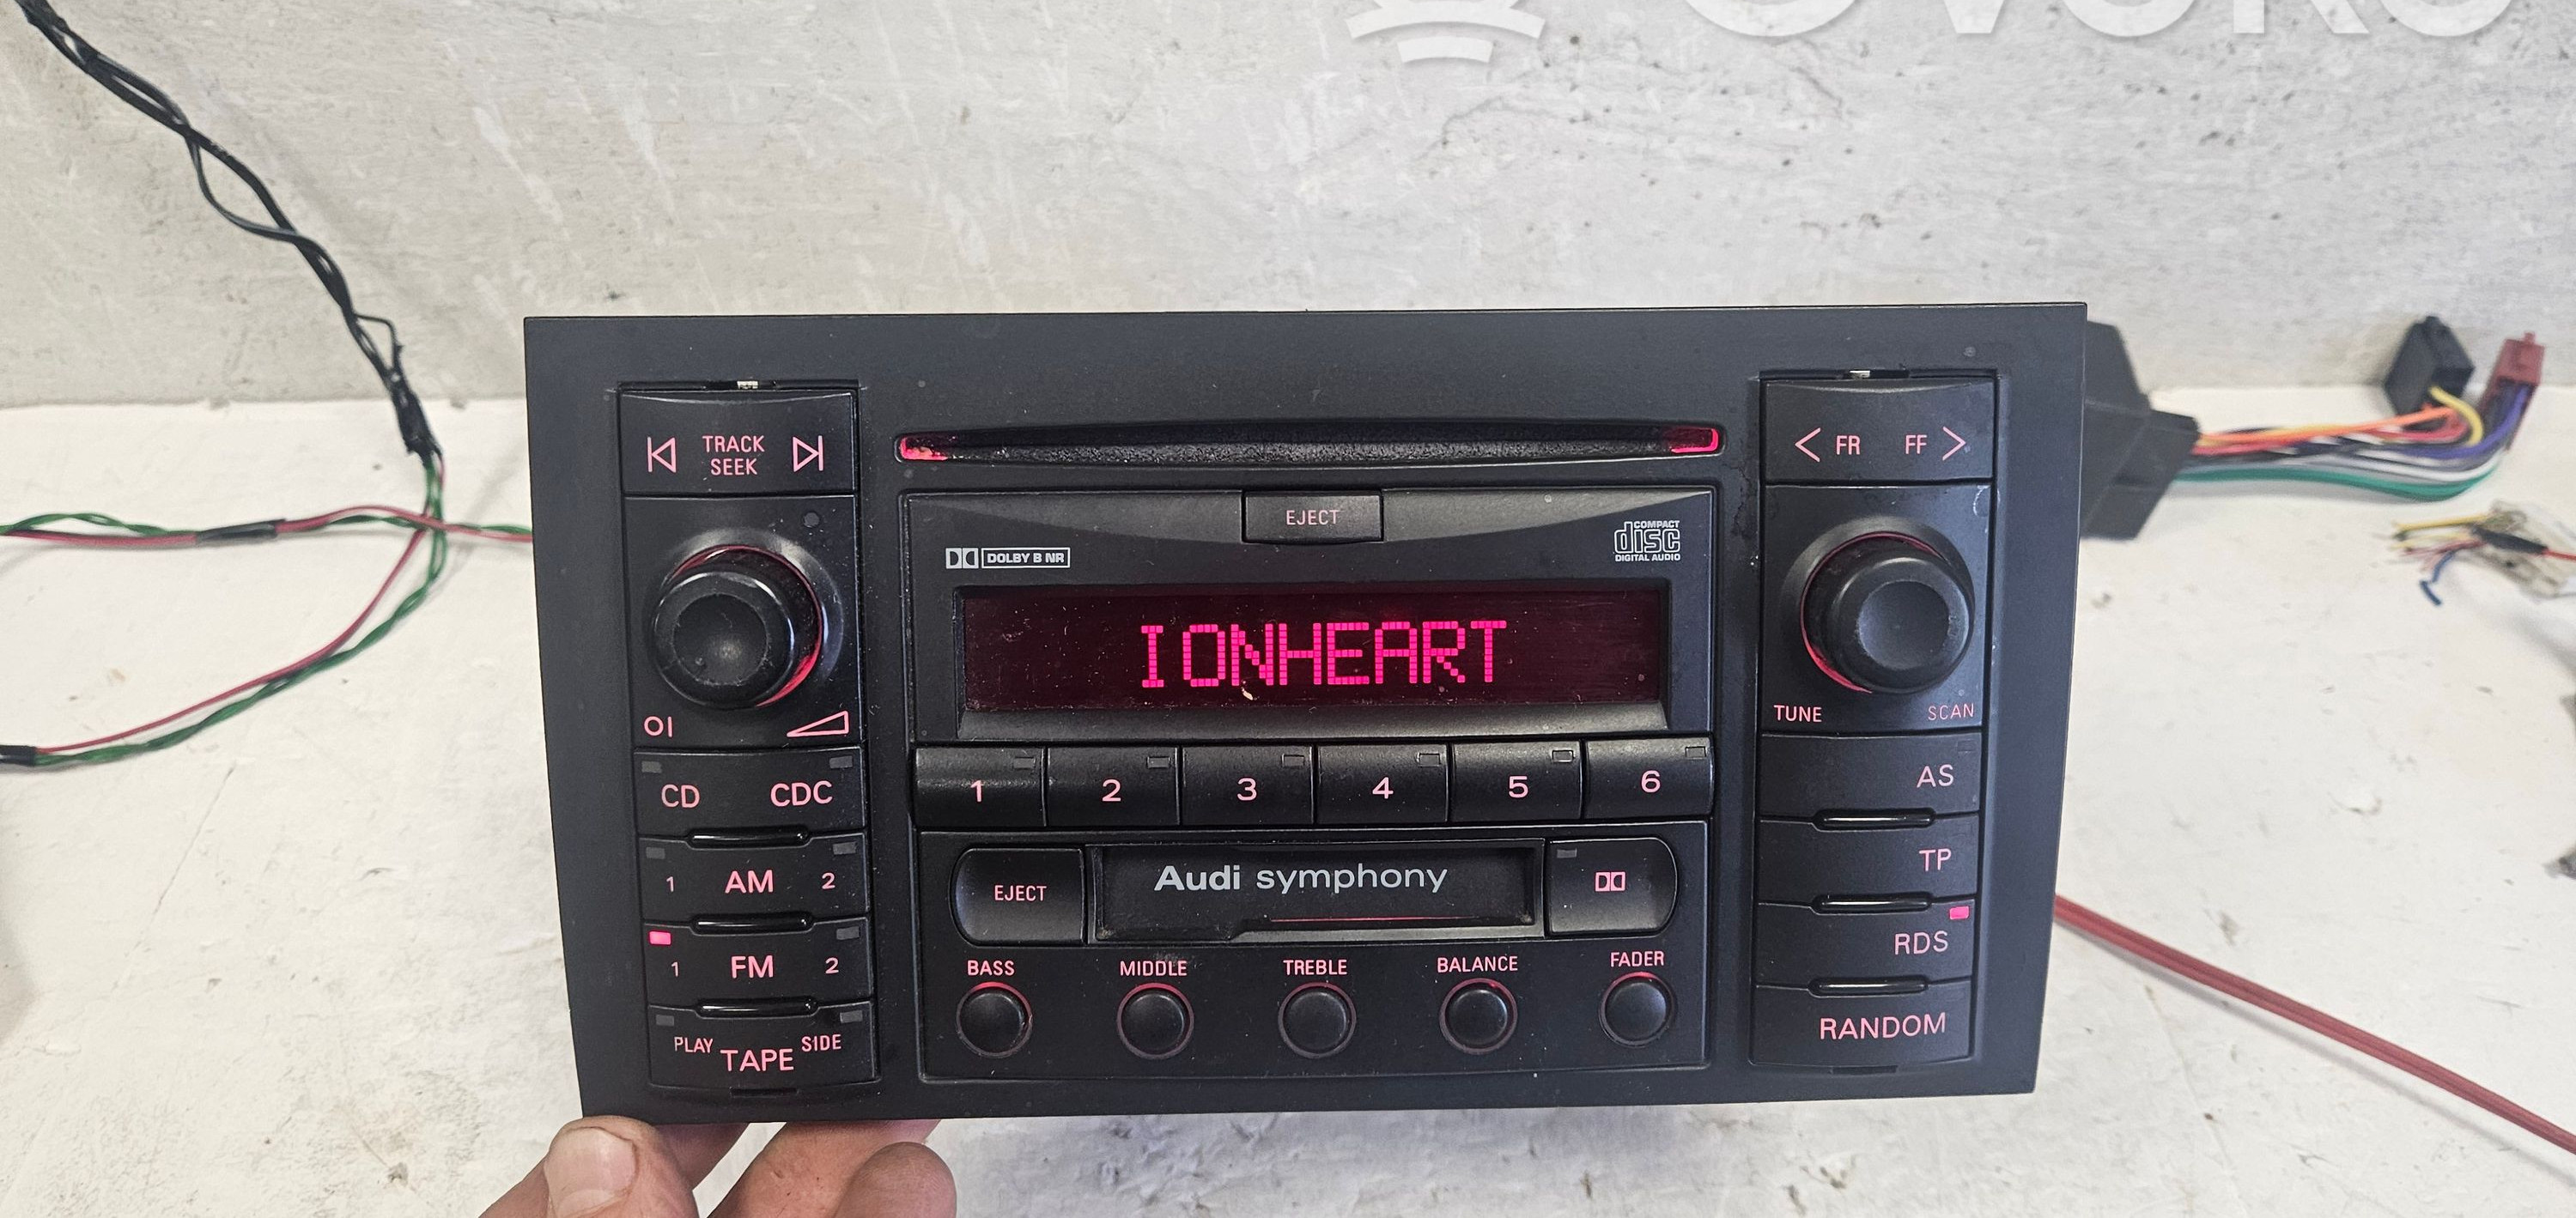 TRACK
SEEK
FR FF
EJECT
DOLBY B NR
COMPACT
disc
DIGITAL AUDIO
IONHEART
TUNE SCAN
CD CDC
1 2 3 4 5 6
AS
1 AM 2
EJECT
Audi symphony
TP
1 FM 2
RDS
BASS MIDDLE TREBLE BALANCE FADER
PLAY TAPE SIDE
RANDOM